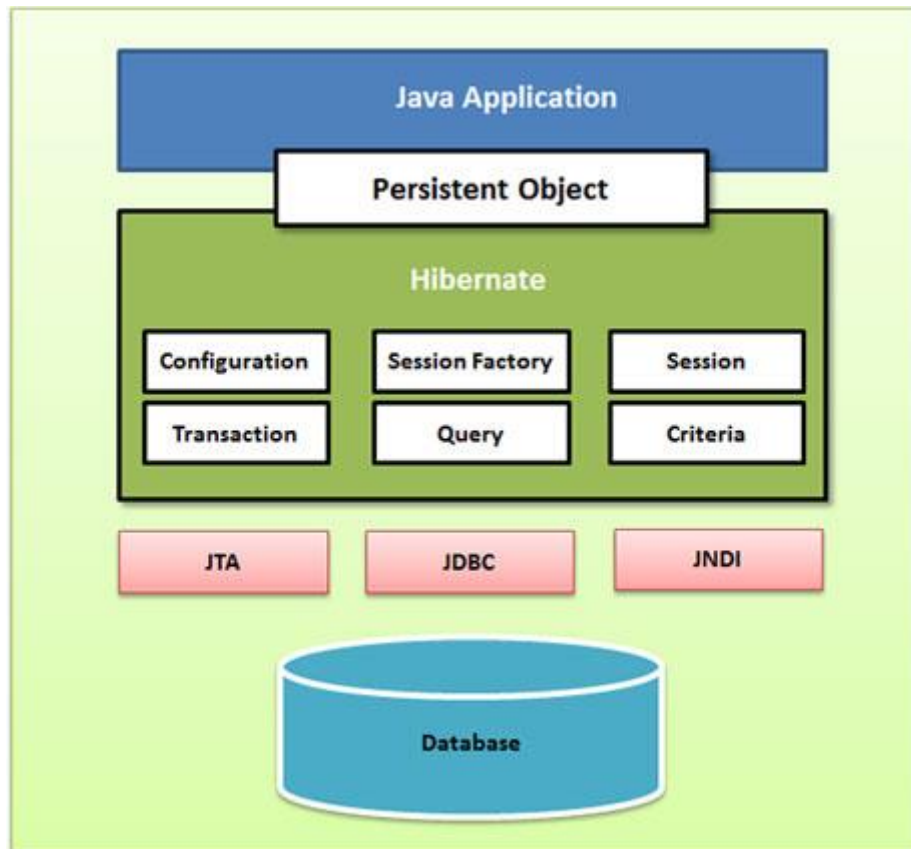 Java Application
Persistent Object
Hibernate
Configuration
Session Factory
Session
Transaction
Query
Criteria
JTA
JDBC
JNDI
Database